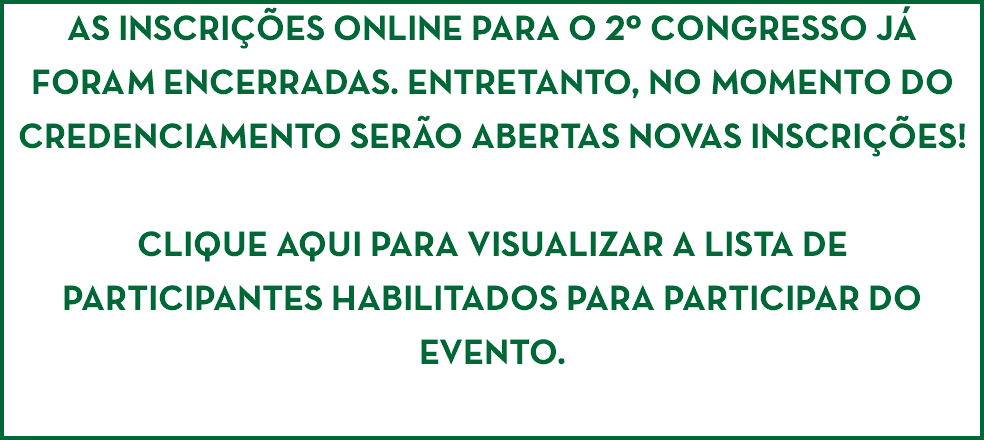 AS INSCRIÇÕES ONLINE PARA O 2º CONGRESSO JÁ
FORAM ENCERRADAS. ENTRETANTO, NO MOMENTO DO
CREDENCIAMENTO SERÃO ABERTAS NOVAS INSCRIÇÕES!
CLIQUE AQUI PARA VISUALIZAR A LISTA DE
PARTICIPANTES HABILITADOS PARA PARTICIPAR DO
EVENTO.